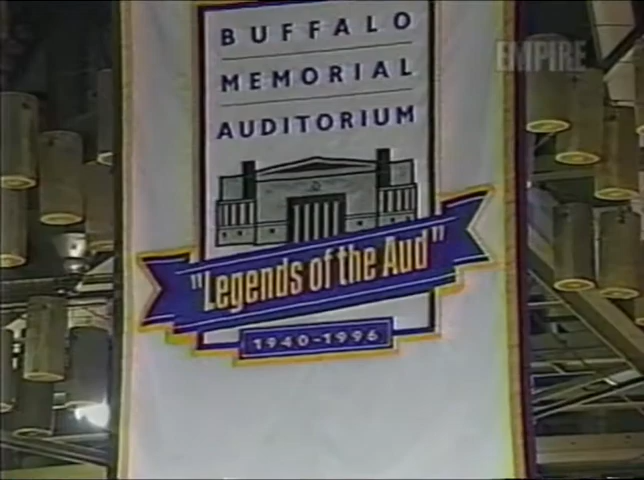 BUFFALO
MEMORIAL
AUDITORIUM
"Legends of the Aud"
1940-1996
EMPIRE